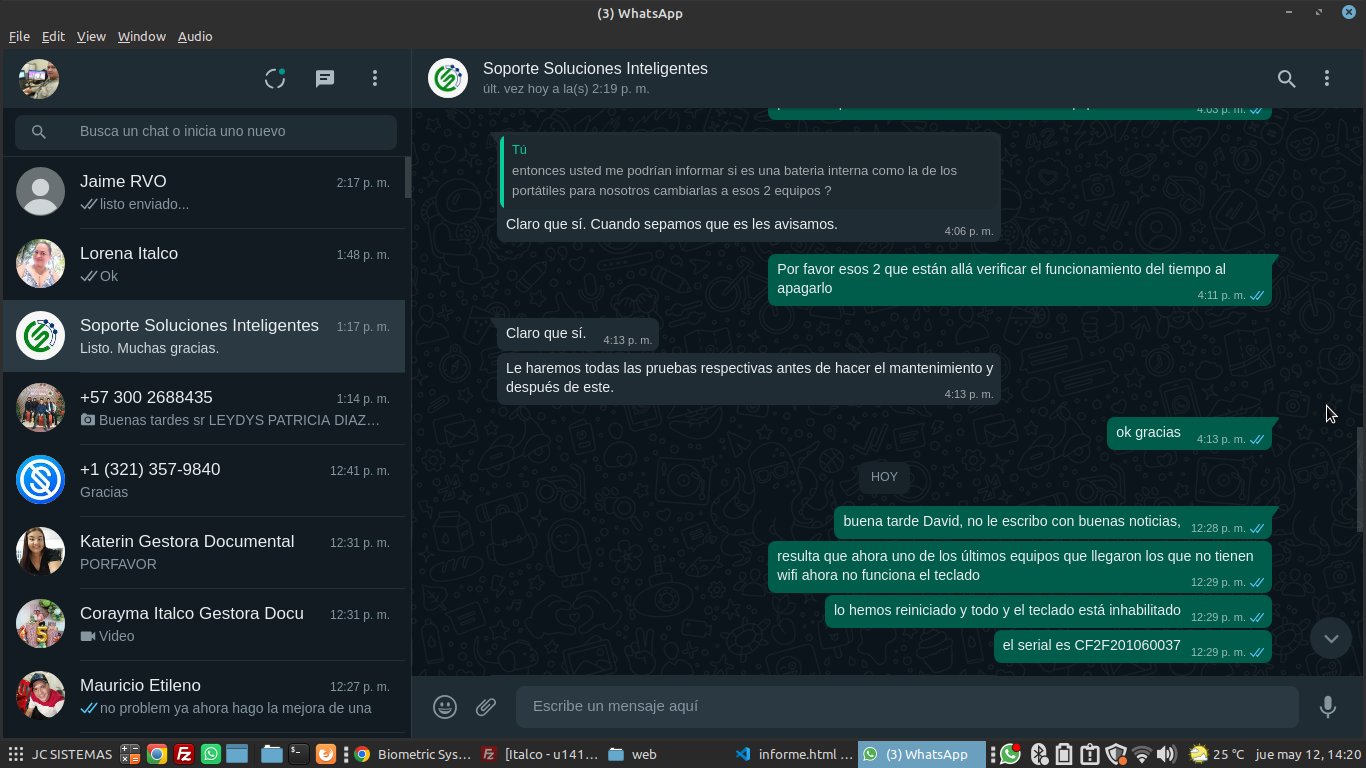 (3) WhatsApp
File Edit View Window Audio
Soporte Soluciones Inteligentes
últ. vez hoy a la(s) 2:19 p. m.
Busca un chat o inicia uno nuevo
Jaime RVO 2:17 p. m.
listo enviado...
Lorena Italco 1:48 p. m.
Ok
Soporte Soluciones Inteligentes 1:17 p. m.
Listo. Muchas gracias.
+57 300 2688435 1:14 p. m.
Buenas tardes sr LEYDYS PATRICIA DIAZ…
+1 (321) 357-9840 12:41 p. m.
Gracias
Katerin Gestora Documental 12:31 p. m.
PORFAVOR
Corayma Italco Gestora Docu 12:31 p. m.
Video
Mauricio Etileno 12:27 p. m.
no problem ya ahora hago la mejora de una
4:03 p. m.
Tú
entonces usted me podrían informar si es una bateria interna como la de los
portátiles para nosotros cambiarlas a esos 2 equipos ?
Claro que sí. Cuando sepamos que es les avisamos.
4:06 p. m.
Por favor esos 2 que están allá verificar el funcionamiento del tiempo al
apagarlo
4:11 p. m.
Claro que sí. 4:13 p. m.
Le haremos todas las pruebas respectivas antes de hacer el mantenimiento y
después de este.
4:13 p. m.
ok gracias 4:13 p. m.
HOY
buena tarde David, no le escribo con buenas noticias, 12:28 p. m.
resulta que ahora uno de los últimos equipos que llegaron los que no tienen
wifi ahora no funciona el teclado
12:29 p. m.
lo hemos reiniciado y todo y el teclado está inhabilitado 12:29 p. m.
el serial es CF2F201060037 12:29 p. m.
Escribe un mensaje aquí
JC SISTEMAS Biometric Sys... [Italco - u141... web informe.html ... (3) WhatsApp 25 °C jue may 12, 14:20